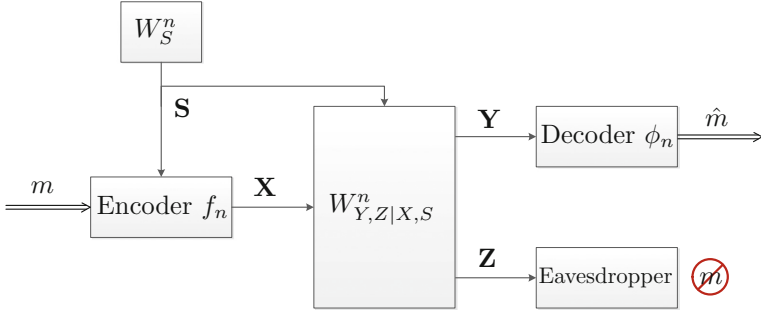 W_S^n
S
Y
m̂
Decoder ϕ_n
m
X
Encoder f_n
W^n_{Y,Z|X,S}
Z
Eavesdropper
m